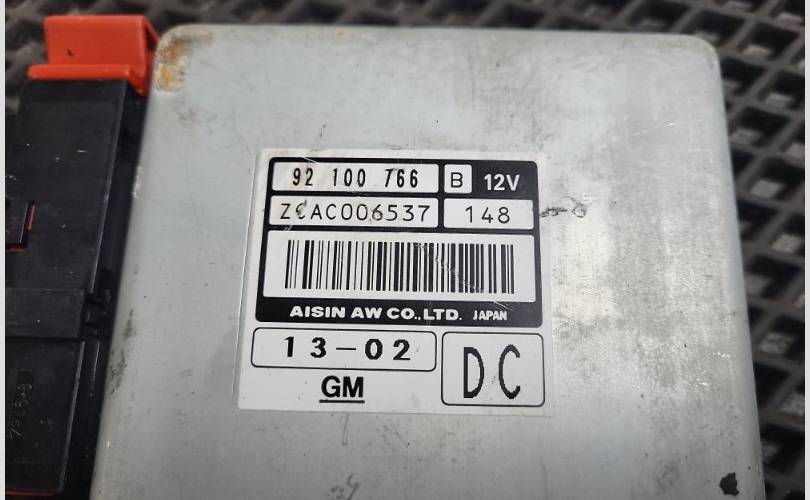 92 100 766 B 12V
ZCAC006537 148
AISIN AW CO.,LTD. JAPAN
13-02
GM
DC